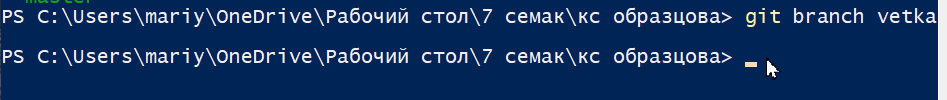 PS C:\Users\mariy\OneDrive\Рабочий стол\7 семак\кс образцова> git branch vetka
PS C:\Users\mariy\OneDrive\Рабочий стол\7 семак\кс образцова>